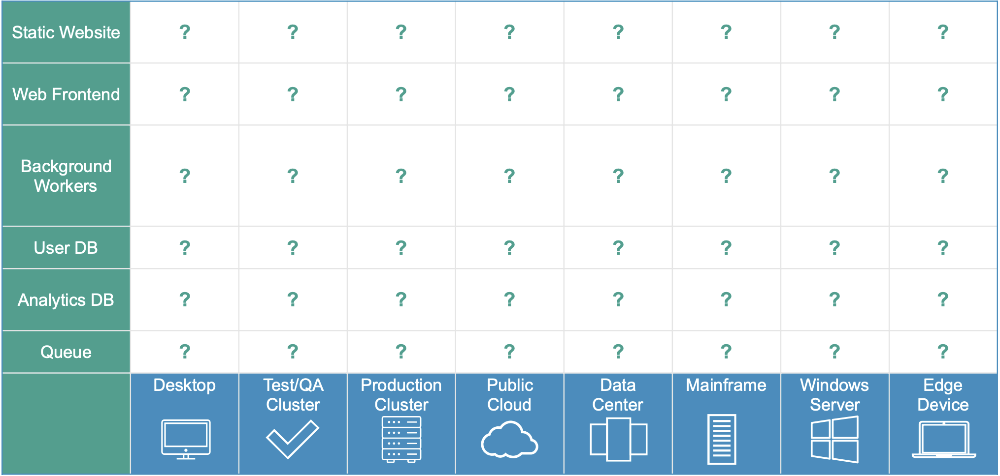 Static Website ? ? ? ? ? ? ? ?
Web Frontend ? ? ? ? ? ? ? ?
Background
Workers ? ? ? ? ? ? ? ?
User DB ? ? ? ? ? ? ? ?
Analytics DB ? ? ? ? ? ? ? ?
Queue ? ? ? ? ? ? ? ?
Desktop
Test/QA
Cluster
Production
Cluster
Public
Cloud
Data
Center
Mainframe
Windows
Server
Edge
Device